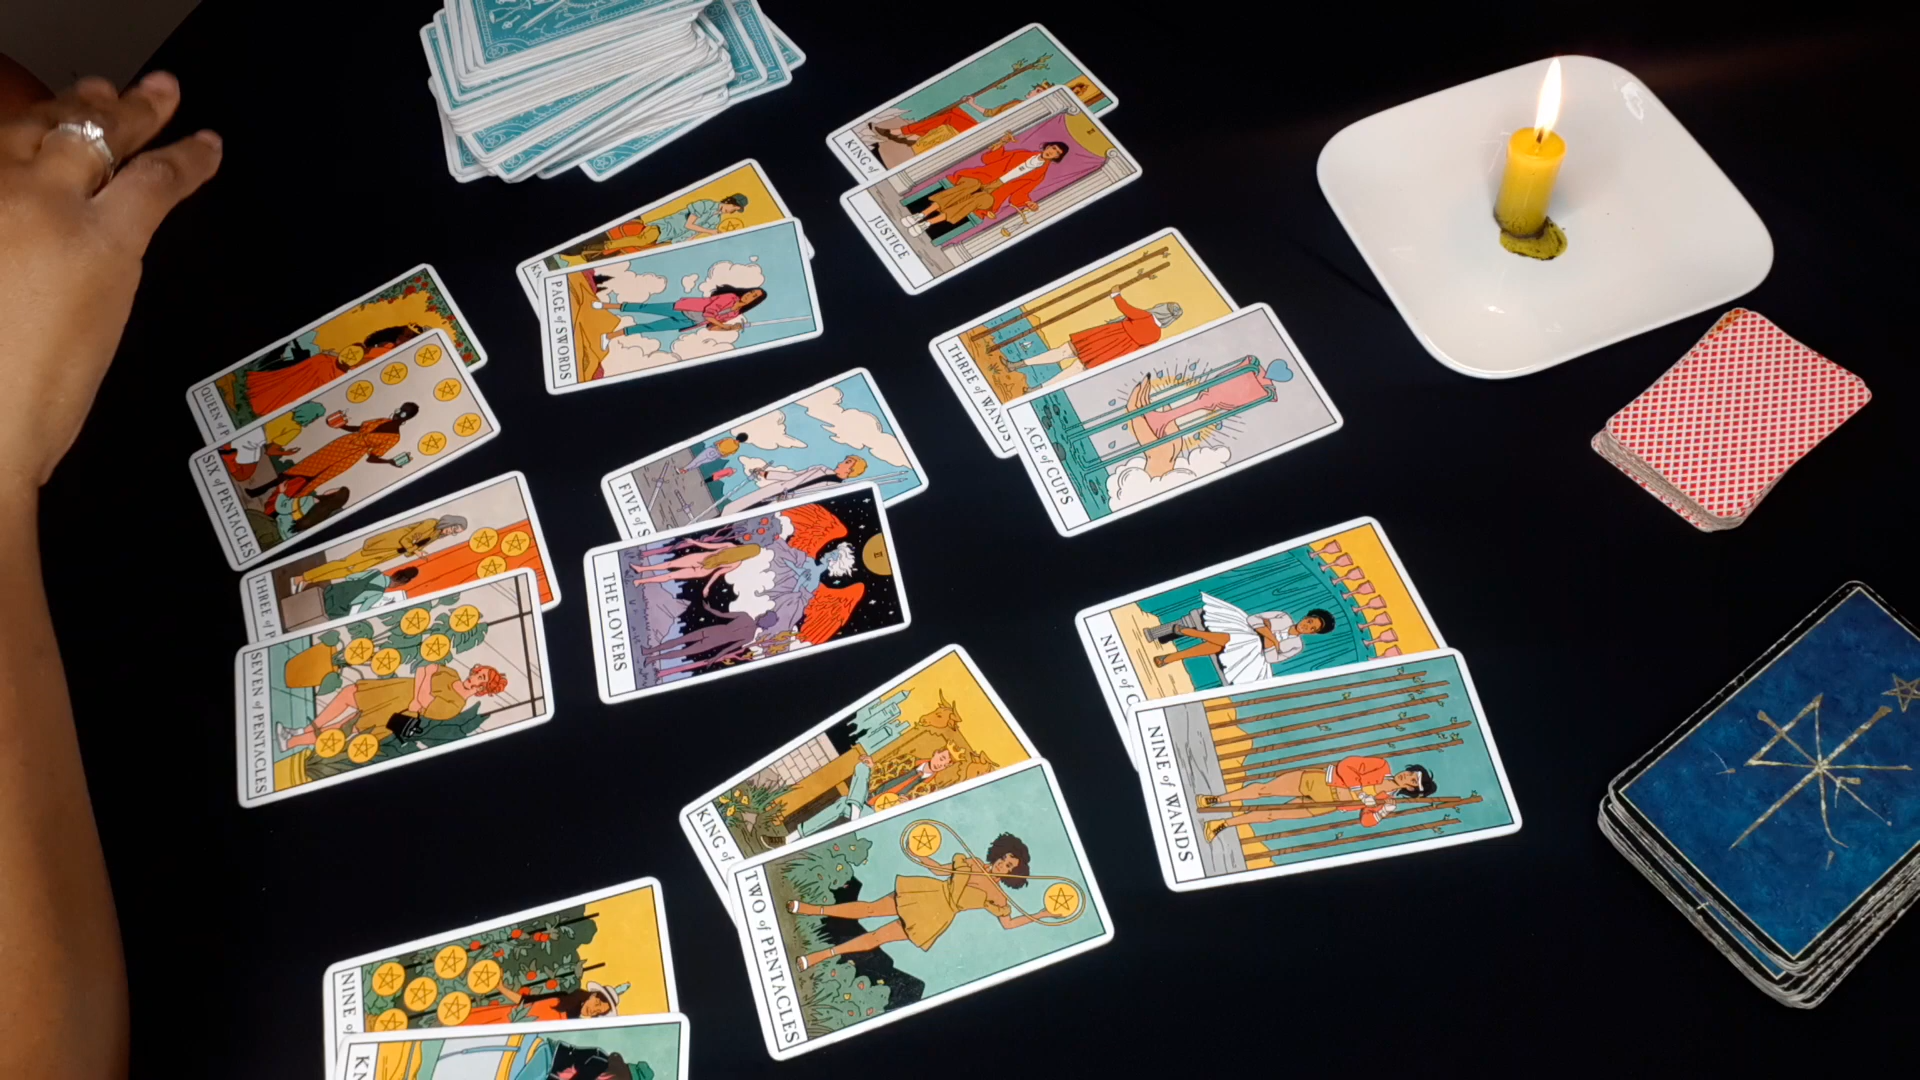 KING of
JUSTICE
KN
PAGE of SWORDS
QUEEN of P
SIX of PENTACLES
THREE of WANDS
ACE of CUPS
FIVE of S
THE LOVERS
THREE of P
SEVEN of PENTACLES
NINE of C
NINE of WANDS
KING of
TWO of PENTACLES
NINE of
KN